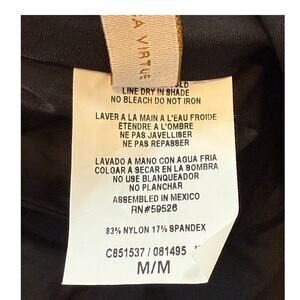 CA VIRTUE
LINE DRY IN SHADE
NO BLEACH DO NOT IRON
LAVER A LA MAIN A L'EAU FROIDE
ÉTENDRE A L'OMBRE
NE PAS JAVELLISER
NE PAS REPASSER
LAVADO A MANO CON AGUA FRIA
COLGAR A SECAR EN LA SOMBRA
NO USE BLANQUEADOR
NO PLANCHAR
ASSEMBLED IN MEXICO
RN#59526
83% NYLON 17% SPANDEX
C851537 / 081495
M/M